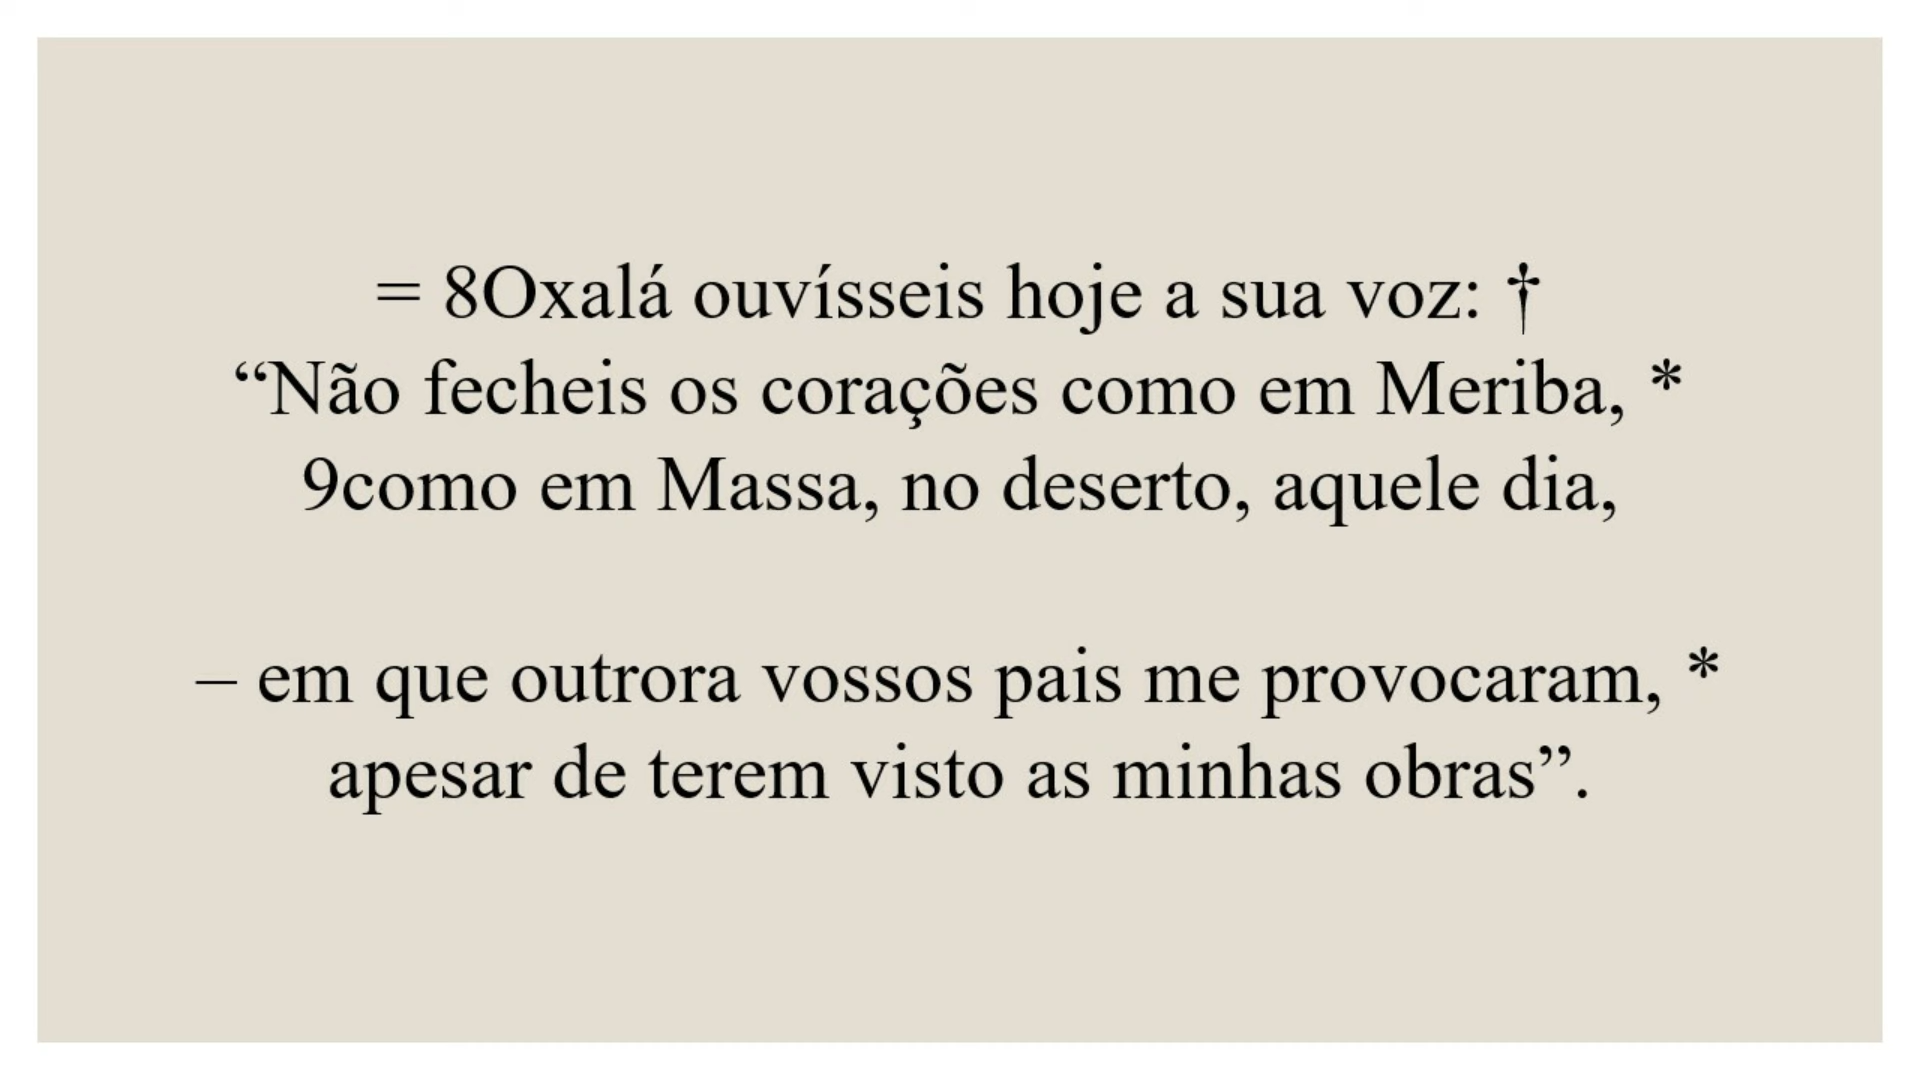 = 8Oxalá ouvísseis hoje a sua voz: †
“Não fecheis os corações como em Meriba, *
9como em Massa, no deserto, aquele dia,
– em que outrora vossos pais me provocaram, *
apesar de terem visto as minhas obras”.